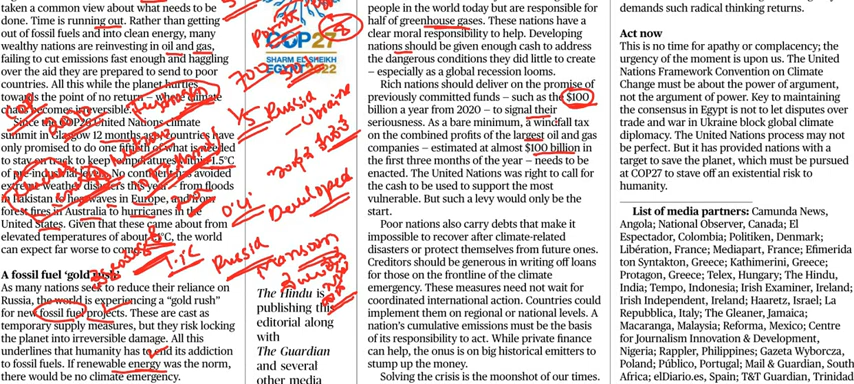 taken a common view about what needs to be
done. Time is running out. Rather than getting
out of fossil fuels and into clean energy, many
wealthy nations are reinvesting in oil and gas,
failing to cut emissions fast enough and haggling
over the aid they are prepared to send to poor
countries. All this while the planet hurtles
towards the point of no return – where climate
chaos becomes irreversible.
Since the COP26 United Nations climate
summit in Glasgow 12 months ago, countries have
only promised to do one fiftieth of what is needed
to stay on track to keep temperatures within 1.5°C
of pre-industrial levels. No continent has avoided
extreme weather disasters this year – from floods
in Pakistan to heatwaves in Europe, and from
forest fires in Australia to hurricanes in the
United States. Given that these came about from
elevated temperatures of about °C, the world
can expect far worse to come.
A fossil fuel ‘gold rush’
As many nations seek to reduce their reliance on
Russia, the world is experiencing a “gold rush”
for new fossil fuel projects. These are cast as
temporary supply measures, but they risk locking
the planet into irreversible damage. All this
underlines that humanity has to end its addiction
to fossil fuels. If renewable energy was the norm,
there would be no climate emergency.
Point
8
COP27
SHARM EL-SHEIKH
EGYPT 2022
700
Vs Russia
– Ukraine
Developed
0.4%
1.1°C
Russia
The Hindu is
publishing this
editorial along
with
The Guardian
and several
other media
people in the world today but are responsible for
half of greenhouse gases. These nations have a
clear moral responsibility to help. Developing
nations should be given enough cash to address
the dangerous conditions they did little to create
– especially as a global recession looms.
Rich nations should deliver on the promise of
previously committed funds – such as the $100
billion a year from 2020 – to signal their
seriousness. As a bare minimum, a windfall tax
on the combined profits of the largest oil and gas
companies – estimated at almost $100 billion in
the first three months of the year – needs to be
enacted. The United Nations was right to call for
the cash to be used to support the most
vulnerable. But such a levy would only be the
start.
Poor nations also carry debts that make it
impossible to recover after climate-related
disasters or protect themselves from future ones.
Creditors should be generous in writing off loans
for those on the frontline of the climate
emergency. These measures need not wait for
coordinated international action. Countries could
implement them on regional or national levels. A
nation’s cumulative emissions must be the basis
of its responsibility to act. While private finance
can help, the onus is on big historical emitters to
stump up the money.
Solving the crisis is the moonshot of our times.
demands such radical thinking returns.
Act now
This is no time for apathy or complacency; the
urgency of the moment is upon us. The United
Nations Framework Convention on Climate
Change must be about the power of argument,
not the argument of power. Key to maintaining
the consensus in Egypt is not to let disputes over
trade and war in Ukraine block global climate
diplomacy. The United Nations process may not
be perfect. But it has provided nations with a
target to save the planet, which must be pursued
at COP27 to stave off an existential risk to
humanity.
List of media partners: Camunda News,
Angola; National Observer, Canada; El
Espectador, Colombia; Politiken, Denmark;
Libération, France; Mediapart, France; Efimerida
ton Syntakton, Greece; Kathimerini, Greece;
Protagon, Greece; Telex, Hungary; The Hindu,
India; Tempo, Indonesia; Irish Examiner, Ireland;
Irish Independent, Ireland; Haaretz, Israel; La
Repubblica, Italy; The Gleaner, Jamaica;
Macaranga, Malaysia; Reforma, Mexico; Centre
for Journalism Innovation & Development,
Nigeria; Rappler, Philippines; Gazeta Wyborcza,
Poland; Público, Portugal; Mail & Guardian, South
Africa; elDiario.es, Spain; T&T Guardian, Trinidad